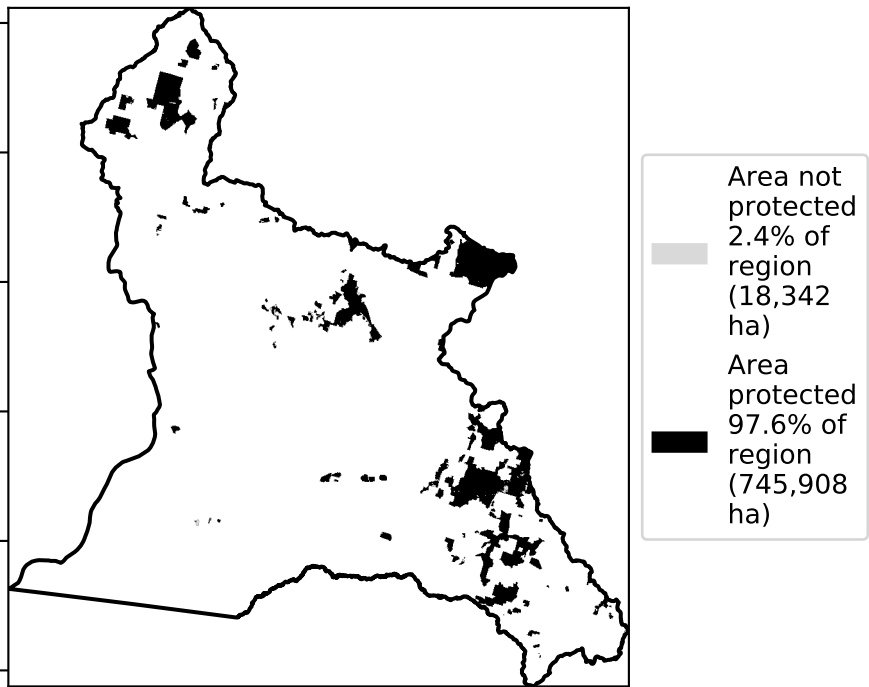 Area not
protected
2.4% of
region
(18,342
ha)
Area
protected
97.6% of
region
(745,908
ha)